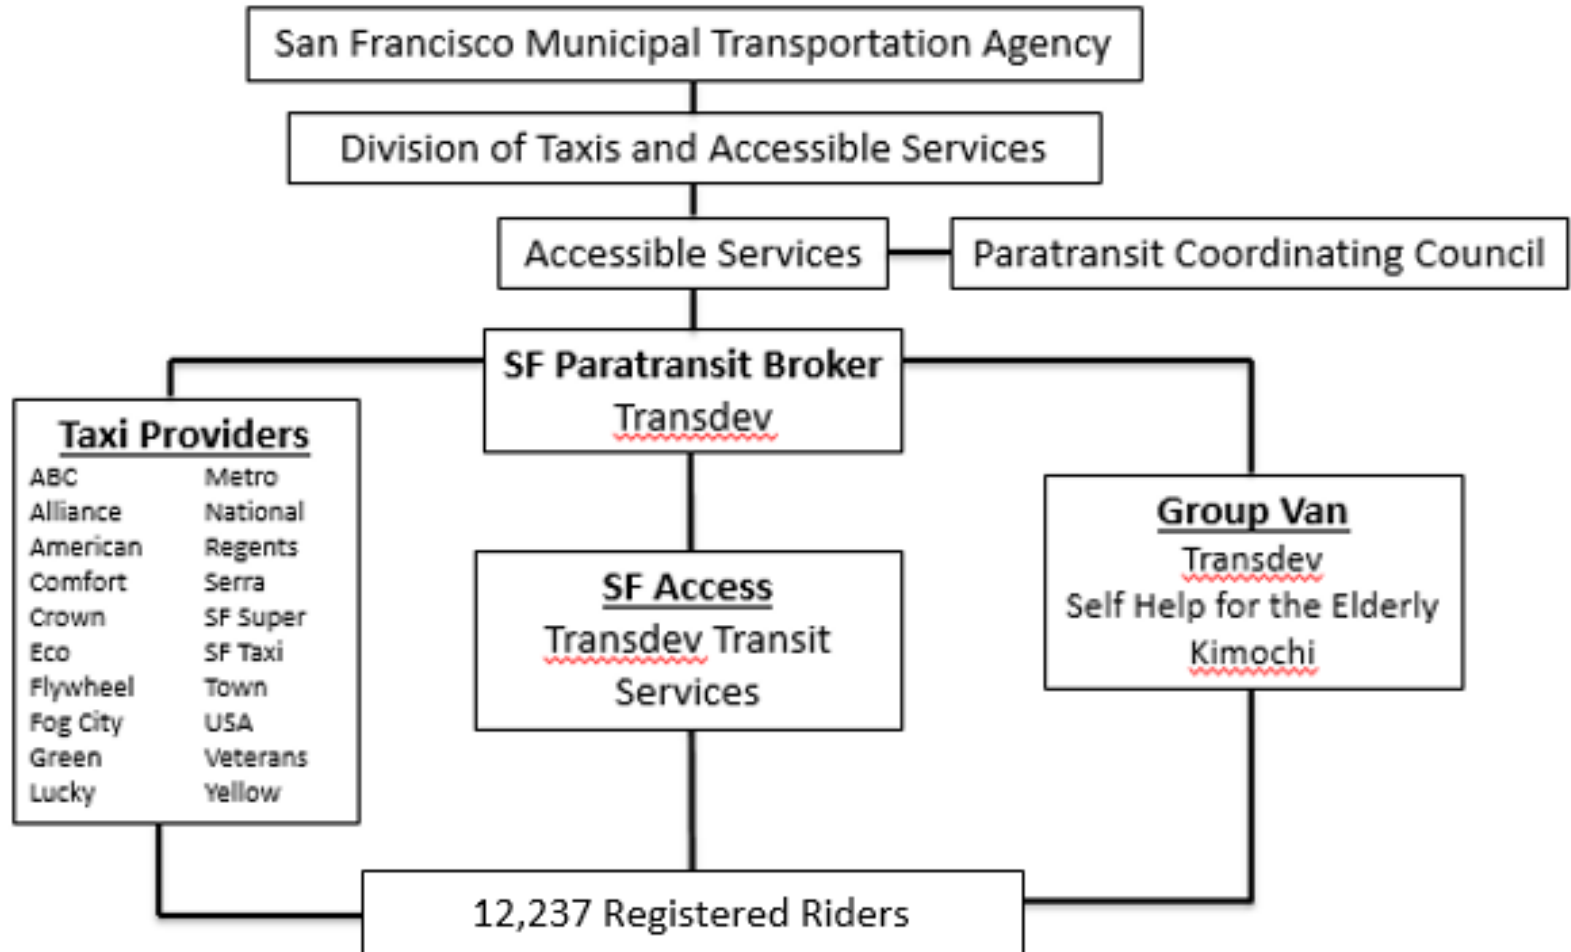 San Francisco Municipal Transportation Agency
Division of Taxis and Accessible Services
Accessible Services
Paratransit Coordinating Council
SF Paratransit Broker
Transdev
Taxi Providers
ABC Metro
Alliance National
American Regents
Comfort Serra
Crown SF Super
Eco SF Taxi
Flywheel Town
Fog City USA
Green Veterans
Lucky Yellow
SF Access
Transdev Transit
Services
Group Van
Transdev
Self Help for the Elderly
Kimochi
12,237 Registered Riders